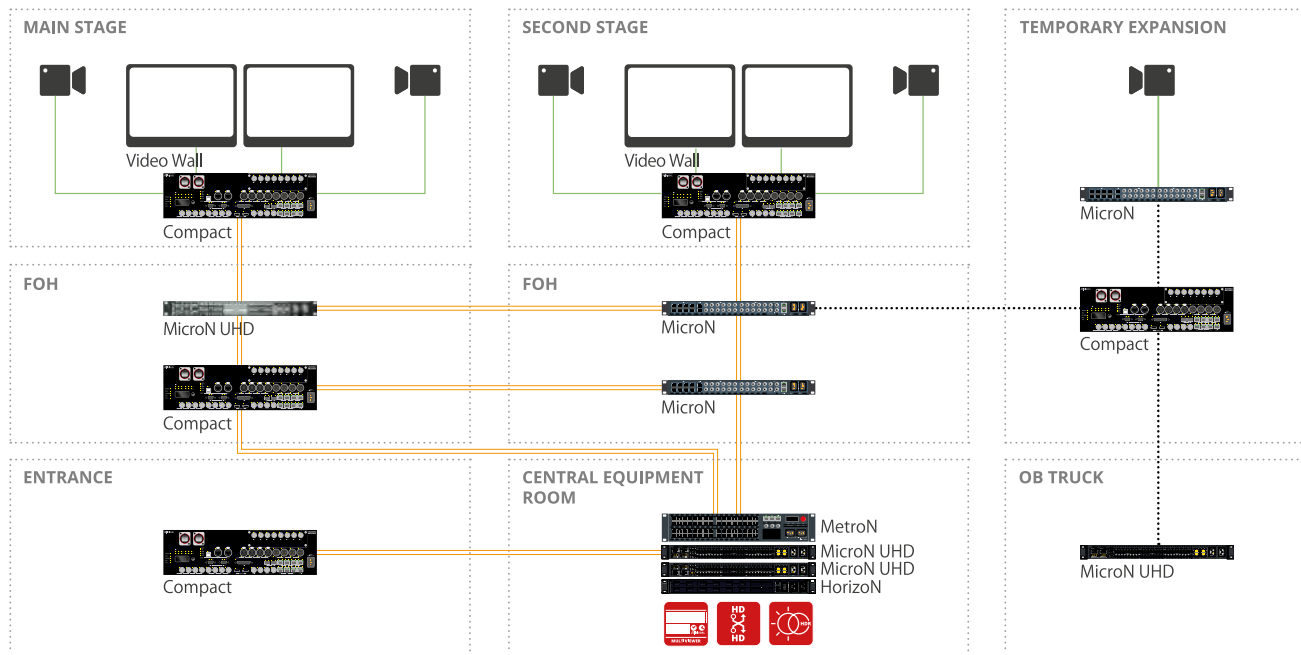 MAIN STAGE
Video Wall
Compact
SECOND STAGE
Video Wall
Compact
TEMPORARY EXPANSION
MicroN
Compact
FOH
MicroN UHD
Compact
FOH
MicroN
MicroN
ENTRANCE
Compact
CENTRAL EQUIPMENT
ROOM
MetroN
MicroN UHD
MicroN UHD
HorizoN
MULTIVIEWER
HD
HD
HDR
OB TRUCK
MicroN UHD